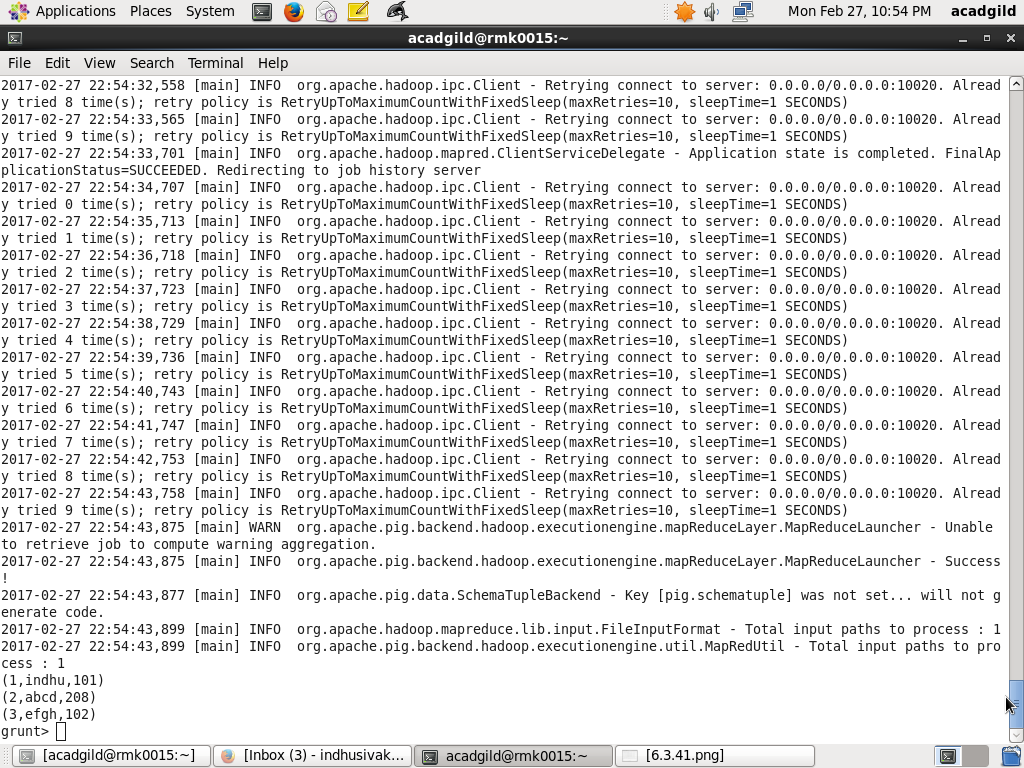 Applications Places System Mon Feb 27, 10:54 PM acadgild
acadgild@rmk0015:~
File Edit View Search Terminal Help
2017-02-27 22:54:32,558 [main] INFO  org.apache.hadoop.ipc.Client - Retrying connect to server: 0.0.0.0/0.0.0.0:10020. Alread
y tried 8 time(s); retry policy is RetryUpToMaximumCountWithFixedSleep(maxRetries=10, sleepTime=1 SECONDS)
2017-02-27 22:54:33,565 [main] INFO  org.apache.hadoop.ipc.Client - Retrying connect to server: 0.0.0.0/0.0.0.0:10020. Alread
y tried 9 time(s); retry policy is RetryUpToMaximumCountWithFixedSleep(maxRetries=10, sleepTime=1 SECONDS)
2017-02-27 22:54:33,701 [main] INFO  org.apache.hadoop.mapred.ClientServiceDelegate - Application state is completed. FinalAp
plicationStatus=SUCCEEDED. Redirecting to job history server
2017-02-27 22:54:34,707 [main] INFO  org.apache.hadoop.ipc.Client - Retrying connect to server: 0.0.0.0/0.0.0.0:10020. Alread
y tried 0 time(s); retry policy is RetryUpToMaximumCountWithFixedSleep(maxRetries=10, sleepTime=1 SECONDS)
2017-02-27 22:54:35,713 [main] INFO  org.apache.hadoop.ipc.Client - Retrying connect to server: 0.0.0.0/0.0.0.0:10020. Alread
y tried 1 time(s); retry policy is RetryUpToMaximumCountWithFixedSleep(maxRetries=10, sleepTime=1 SECONDS)
2017-02-27 22:54:36,718 [main] INFO  org.apache.hadoop.ipc.Client - Retrying connect to server: 0.0.0.0/0.0.0.0:10020. Alread
y tried 2 time(s); retry policy is RetryUpToMaximumCountWithFixedSleep(maxRetries=10, sleepTime=1 SECONDS)
2017-02-27 22:54:37,723 [main] INFO  org.apache.hadoop.ipc.Client - Retrying connect to server: 0.0.0.0/0.0.0.0:10020. Alread
y tried 3 time(s); retry policy is RetryUpToMaximumCountWithFixedSleep(maxRetries=10, sleepTime=1 SECONDS)
2017-02-27 22:54:38,729 [main] INFO  org.apache.hadoop.ipc.Client - Retrying connect to server: 0.0.0.0/0.0.0.0:10020. Alread
y tried 4 time(s); retry policy is RetryUpToMaximumCountWithFixedSleep(maxRetries=10, sleepTime=1 SECONDS)
2017-02-27 22:54:39,736 [main] INFO  org.apache.hadoop.ipc.Client - Retrying connect to server: 0.0.0.0/0.0.0.0:10020. Alread
y tried 5 time(s); retry policy is RetryUpToMaximumCountWithFixedSleep(maxRetries=10, sleepTime=1 SECONDS)
2017-02-27 22:54:40,743 [main] INFO  org.apache.hadoop.ipc.Client - Retrying connect to server: 0.0.0.0/0.0.0.0:10020. Alread
y tried 6 time(s); retry policy is RetryUpToMaximumCountWithFixedSleep(maxRetries=10, sleepTime=1 SECONDS)
2017-02-27 22:54:41,747 [main] INFO  org.apache.hadoop.ipc.Client - Retrying connect to server: 0.0.0.0/0.0.0.0:10020. Alread
y tried 7 time(s); retry policy is RetryUpToMaximumCountWithFixedSleep(maxRetries=10, sleepTime=1 SECONDS)
2017-02-27 22:54:42,753 [main] INFO  org.apache.hadoop.ipc.Client - Retrying connect to server: 0.0.0.0/0.0.0.0:10020. Alread
y tried 8 time(s); retry policy is RetryUpToMaximumCountWithFixedSleep(maxRetries=10, sleepTime=1 SECONDS)
2017-02-27 22:54:43,758 [main] INFO  org.apache.hadoop.ipc.Client - Retrying connect to server: 0.0.0.0/0.0.0.0:10020. Alread
y tried 9 time(s); retry policy is RetryUpToMaximumCountWithFixedSleep(maxRetries=10, sleepTime=1 SECONDS)
2017-02-27 22:54:43,875 [main] WARN  org.apache.pig.backend.hadoop.executionengine.mapReduceLayer.MapReduceLauncher - Unable
to retrieve job to compute warning aggregation.
2017-02-27 22:54:43,875 [main] INFO  org.apache.pig.backend.hadoop.executionengine.mapReduceLayer.MapReduceLauncher - Success
!
2017-02-27 22:54:43,877 [main] INFO  org.apache.pig.data.SchemaTupleBackend - Key [pig.schematuple] was not set... will not g
enerate code.
2017-02-27 22:54:43,899 [main] INFO  org.apache.hadoop.mapreduce.lib.input.FileInputFormat - Total input paths to process : 1
2017-02-27 22:54:43,899 [main] INFO  org.apache.pig.backend.hadoop.executionengine.util.MapRedUtil - Total input paths to pro
cess : 1
(1,indhu,101)
(2,abcd,208)
(3,efgh,102)
grunt>
[acadgild@rmk0015:~] [Inbox (3) - indhusivak... acadgild@rmk0015:~ [6.3.41.png]